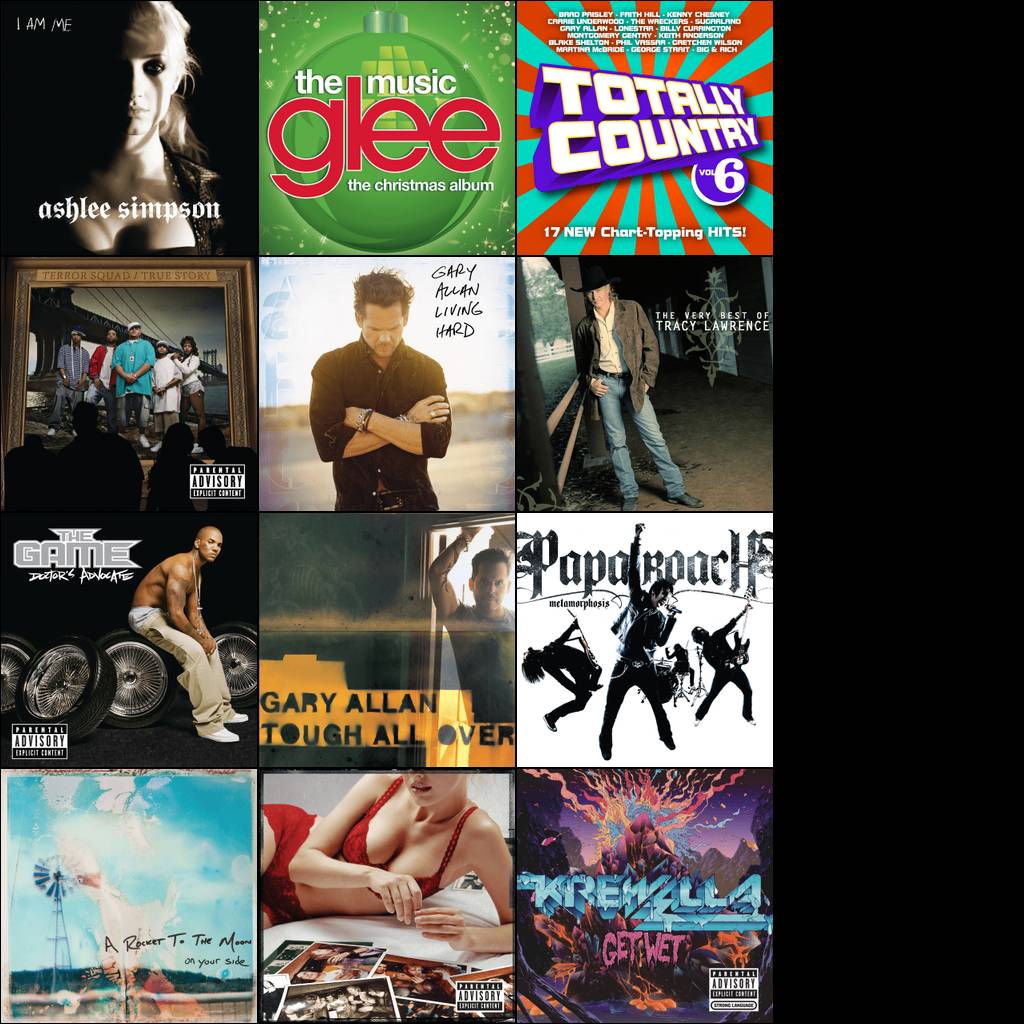 I AM ME
ashlee simpson
the music
glee
the christmas album
BRAD PAISLEY - FAITH HILL - KENNY CHESNEY
CARRIE UNDERWOOD - THE WRECKERS - SUGARLAND
GARY ALLAN - LONESTAR - BILLY CURRINGTON
MONTGOMERY GENTRY - KEITH ANDERSON
BLAKE SHELTON - PHIL VASSAR - GRETCHEN WILSON
MARTINA McBRIDE - GEORGE STRAIT - BIG & RICH
TOTALLY
COUNTRY
VOL 6
17 NEW Chart-Topping HITS!
TERROR SQUAD / TRUE STORY
PARENTAL
ADVISORY
EXPLICIT CONTENT
GARY
ALLAN
LIVING
HARD
THE VERY BEST OF
TRACY LAWRENCE
THE
GAME
DOCTOR'S ADVOCATE
PARENTAL
ADVISORY
EXPLICIT CONTENT
GARY ALLAN
TOUGH ALL OVER
Papa Roach
metamorphosis
A ROCKET TO THE MOON
on your side
PARENTAL
ADVISORY
EXPLICIT CONTENT
KREWELLA
GET WET
PARENTAL
ADVISORY
EXPLICIT CONTENT
STRONG LANGUAGE